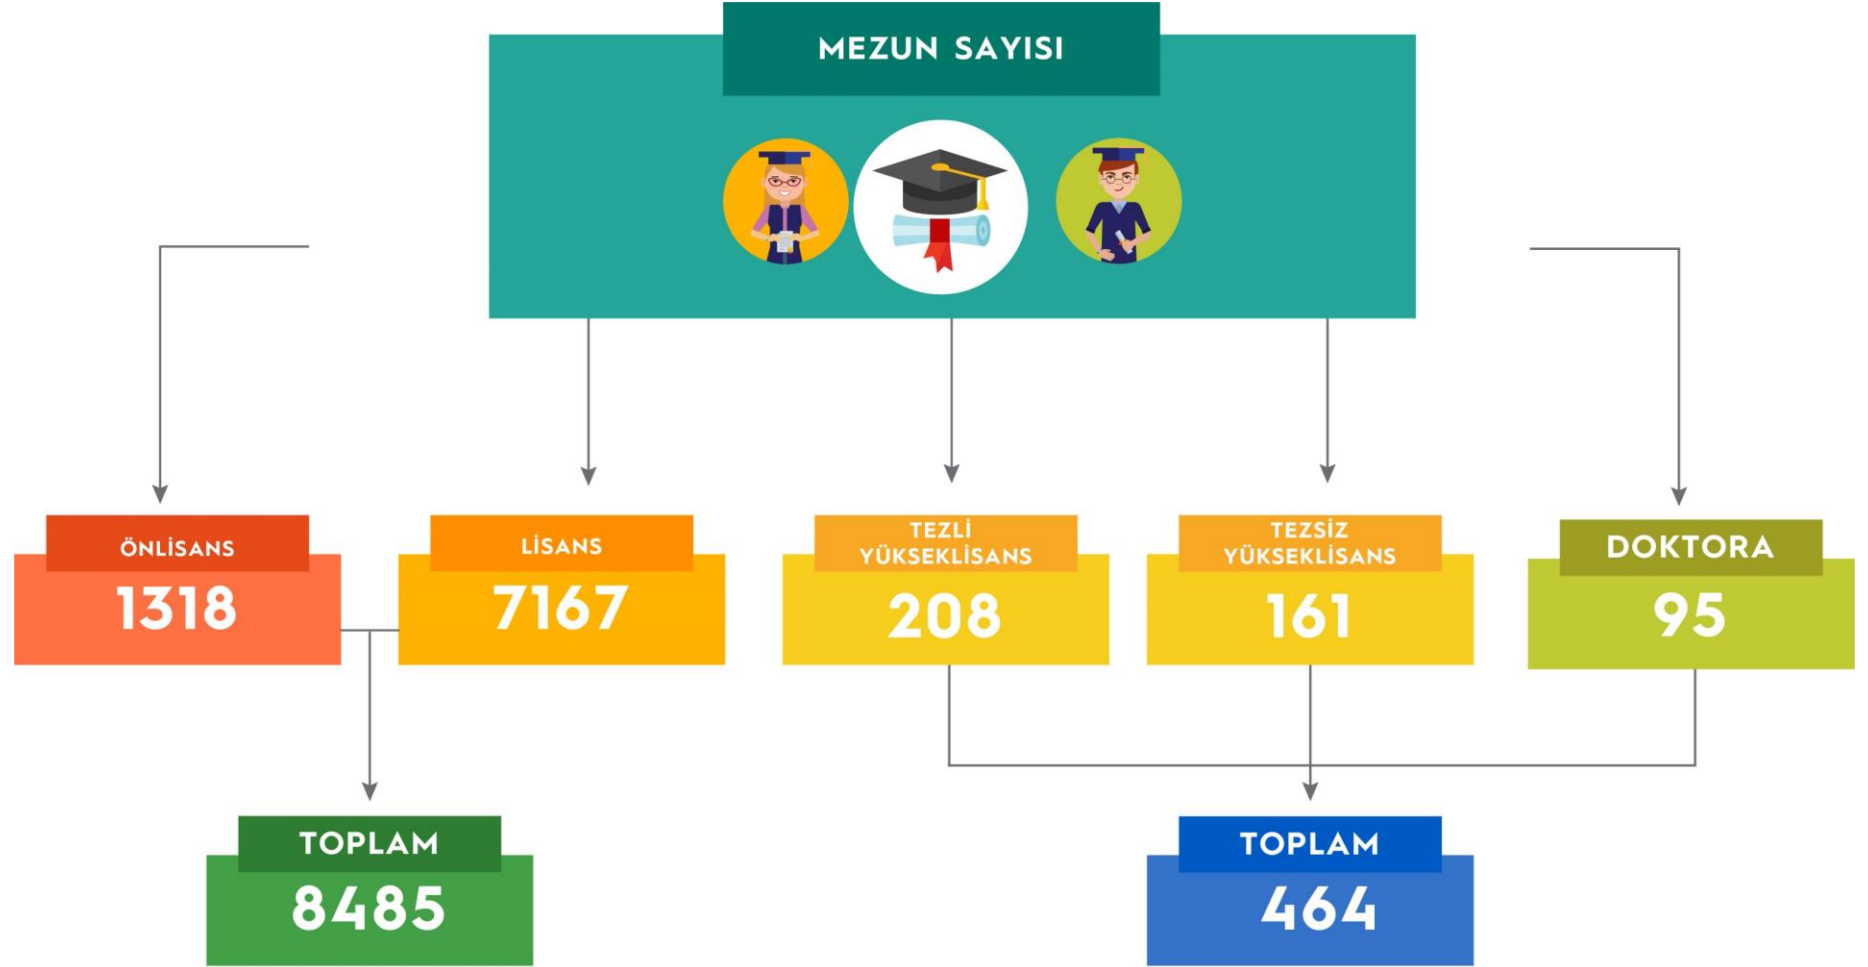 MEZUN SAYISI
ÖNLİSANS
1318
LİSANS
7167
TEZLİ
YÜKSEKLİSANS
208
TEZSİZ
YÜKSEKLİSANS
161
DOKTORA
95
TOPLAM
8485
TOPLAM
464